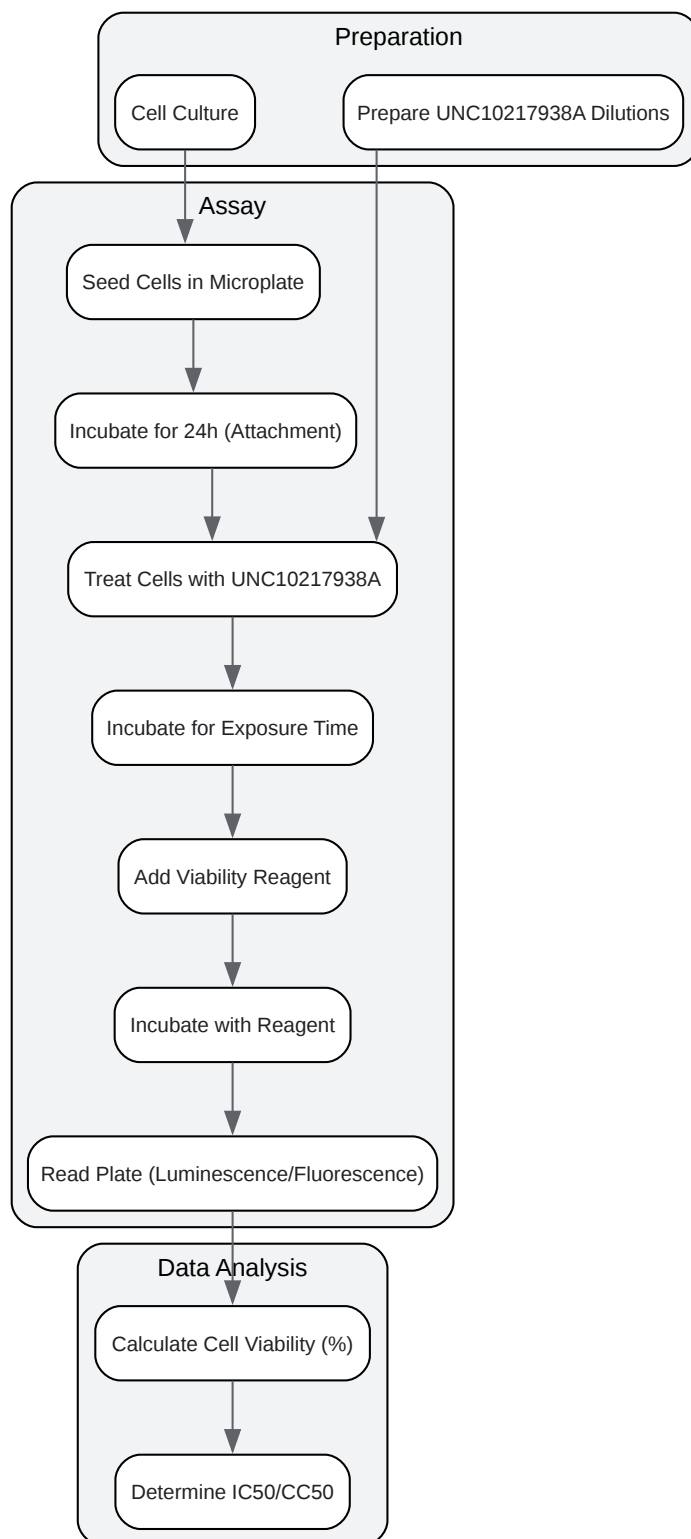 Preparation
Cell Culture
Prepare UNC10217938A Dilutions
Assay
Seed Cells in Microplate
Incubate for 24h (Attachment)
Treat Cells with UNC10217938A
Incubate for Exposure Time
Add Viability Reagent
Incubate with Reagent
Read Plate (Luminescence/Fluorescence)
Data Analysis
Calculate Cell Viability (%)
Determine IC50/CC50